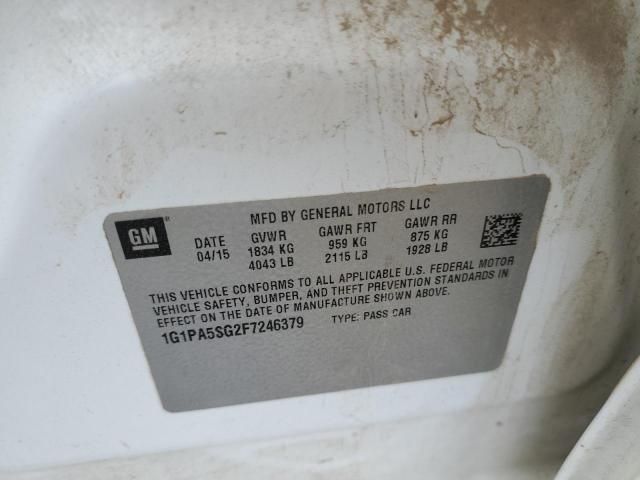 MFD BY GENERAL MOTORS LLC
GM
DATE GVWR GAWR FRT GAWR RR
04/15 1834 KG 959 KG 875 KG
4043 LB 2115 LB 1928 LB
THIS VEHICLE CONFORMS TO ALL APPLICABLE U.S. FEDERAL MOTOR
VEHICLE SAFETY, BUMPER, AND THEFT PREVENTION STANDARDS IN
EFFECT ON THE DATE OF MANUFACTURE SHOWN ABOVE.
1G1PA5SG2F7246379 TYPE: PASS CAR